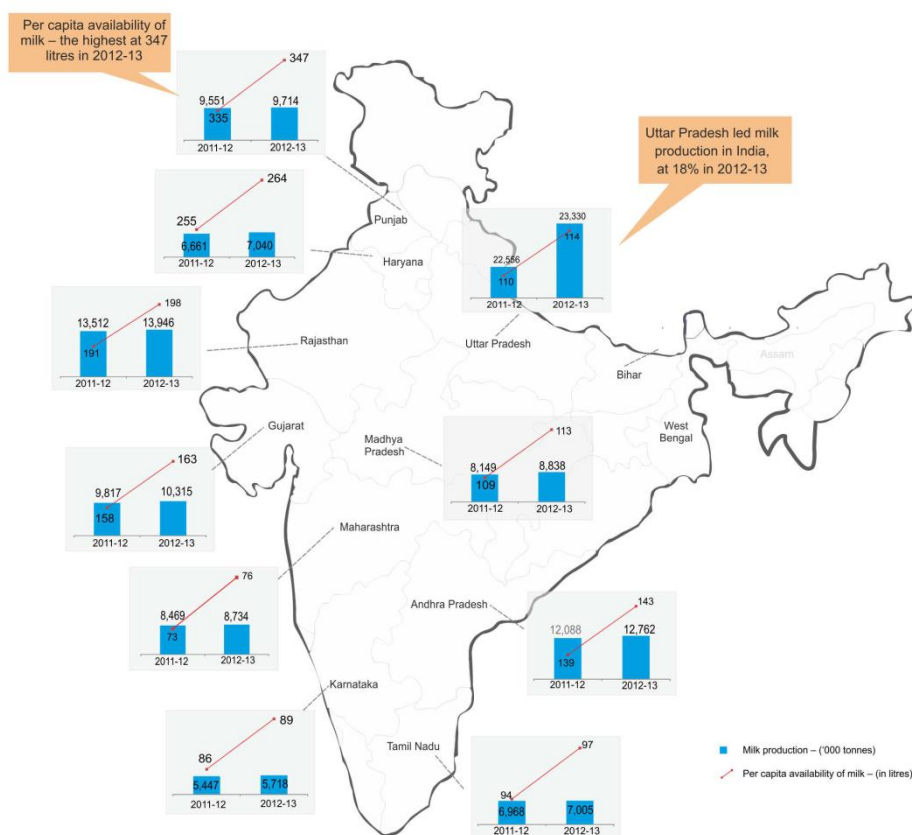 Per capita availability of
milk – the highest at 347
litres in 2012-13
347
9,551
9,714
335
2011-12
2012-13
Uttar Pradesh led milk
production in India,
at 18% in 2012-13
264
255
6,661
7,040
2011-12
2012-13
Punjab
Haryana
23,330
114
22,556
110
2011-12
2012-13
Uttar Pradesh
198
13,512
13,946
191
2011-12
2012-13
Rajasthan
Bihar
Assam
West
Bengal
Gujarat
163
9,817
10,315
158
2011-12
2012-13
Madhya
Pradesh
113
8,149
8,838
109
2011-12
2012-13
Maharashtra
76
8,469
8,734
73
2011-12
2012-13
Andhra Pradesh
143
12,088
12,762
139
2011-12
2012-13
Karnataka
89
86
5,447
5,718
2011-12
2012-13
Tamil Nadu
97
94
6,968
7,005
2011-12
2012-13
Milk production – ('000 tonnes)
Per capita availability of milk – (in litres)